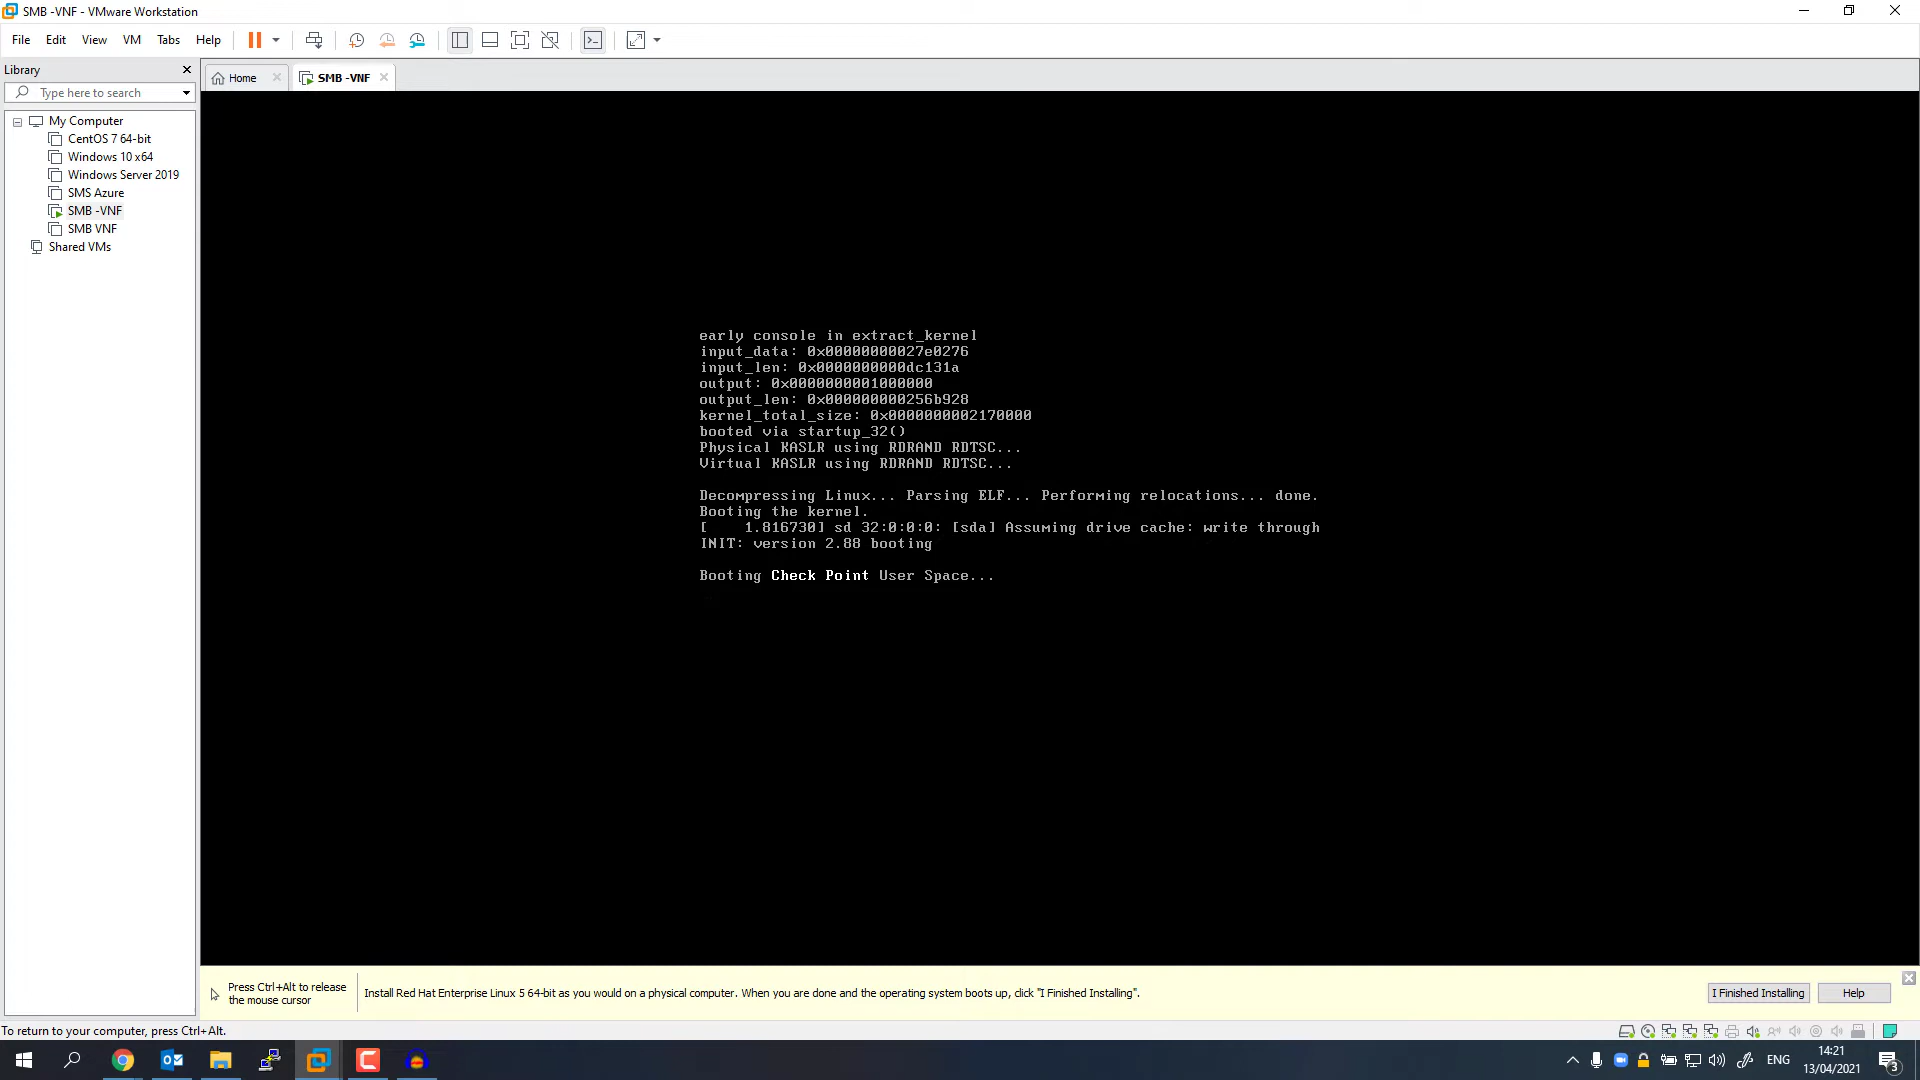 SMB -VNF - VMware Workstation
File Edit View VM Tabs Help
Library
Type here to search
My Computer
CentOS 7 64-bit
Windows 10 x64
Windows Server 2019
SMS Azure
SMB -VNF
SMB VNF
Shared VMs
Home SMB -VNF
early console in extract_kernel
input_data: 0x00000000027e0276
input_len: 0x0000000000dc131a
output: 0x0000000001000000
output_len: 0x000000000256b928
kernel_total_size: 0x0000000002170000
booted via startup_32()
Physical KASLR using RDRAND RDTSC...
Virtual KASLR using RDRAND RDTSC...
Decompressing Linux... Parsing ELF... Performing relocations... done.
Booting the kernel.
[    1.816730] sd 32:0:0:0: [sda] Assuming drive cache: write through
INIT: version 2.88 booting
Booting Check Point User Space...
Press Ctrl+Alt to release
the mouse cursor
Install Red Hat Enterprise Linux 5 64-bit as you would on a physical computer. When you are done and the operating system boots up, click "I Finished Installing".
I Finished Installing
Help
To return to your computer, press Ctrl+Alt.
ENG
14:21
13/04/2021
3